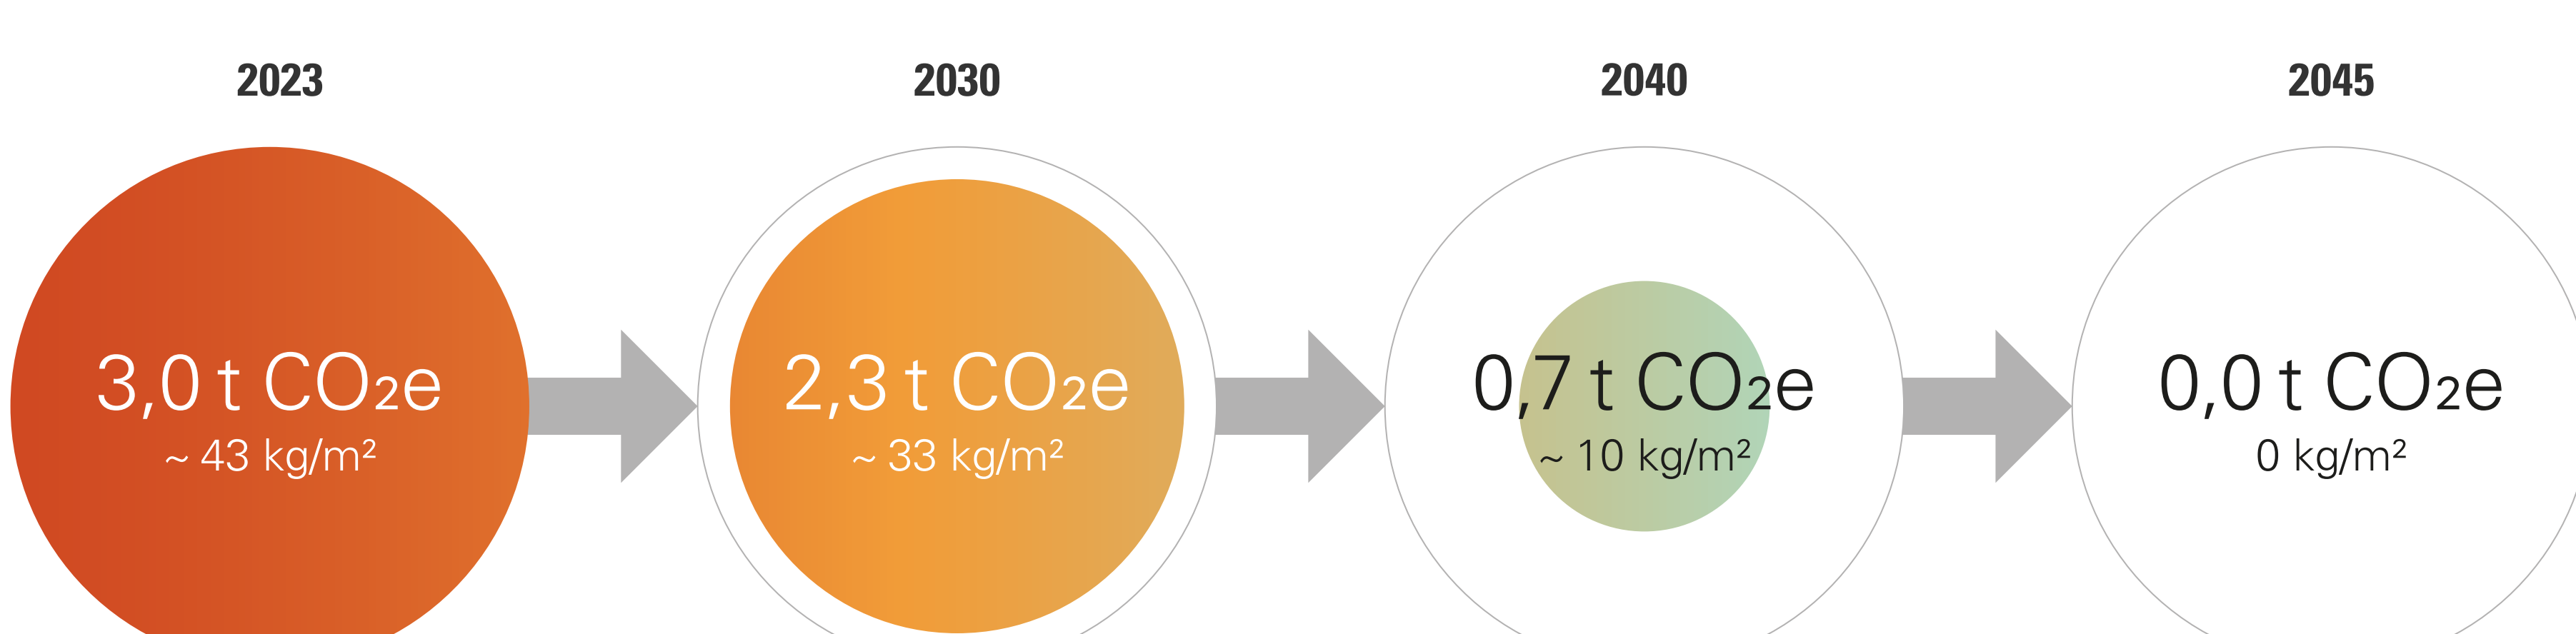 2023
3,0 t CO2e
~ 43 kg/m²
2030
2,3 t CO2e
~ 33 kg/m²
2040
0,7 t CO2e
~ 10 kg/m²
2045
0,0 t CO2e
0 kg/m²